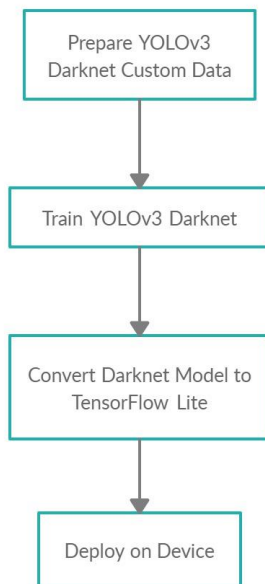 Prepare YOLOv3
Darknet Custom Data
Train YOLOv3 Darknet
Convert Darknet Model to
TensorFlow Lite
Deploy on Device